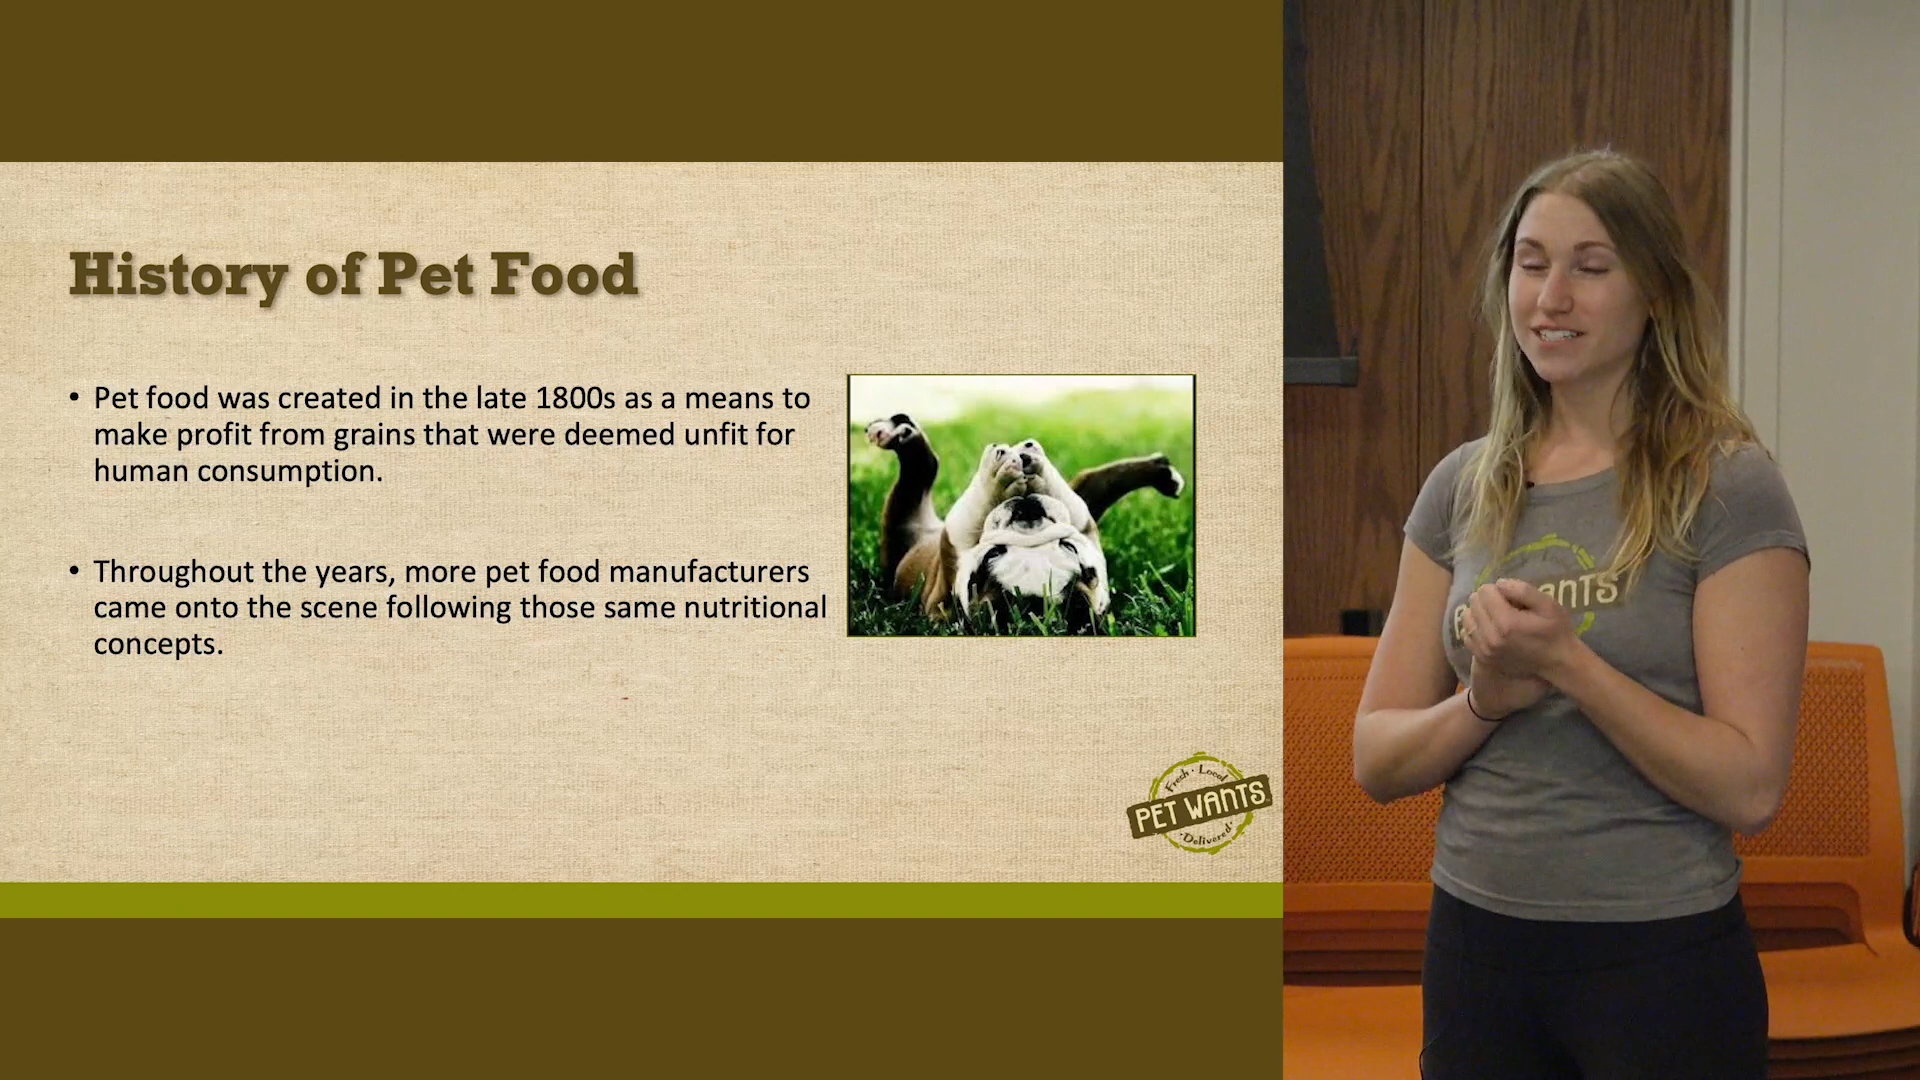 History of Pet Food
• Pet food was created in the late 1800s as a means to
make profit from grains that were deemed unfit for
human consumption.
• Throughout the years, more pet food manufacturers
came onto the scene following those same nutritional
concepts.
Fresh · Local
PET WANTS
· Delivered ·
WANTS